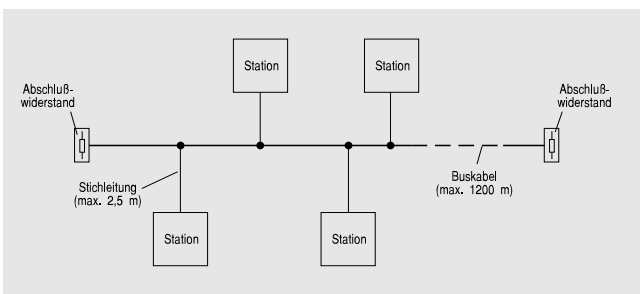 Station
Station
Abschluß-
widerstand
Abschluß-
widerstand
Stichleitung
(max. 2,5 m)
Buskabel
(max. 1200 m)
Station
Station